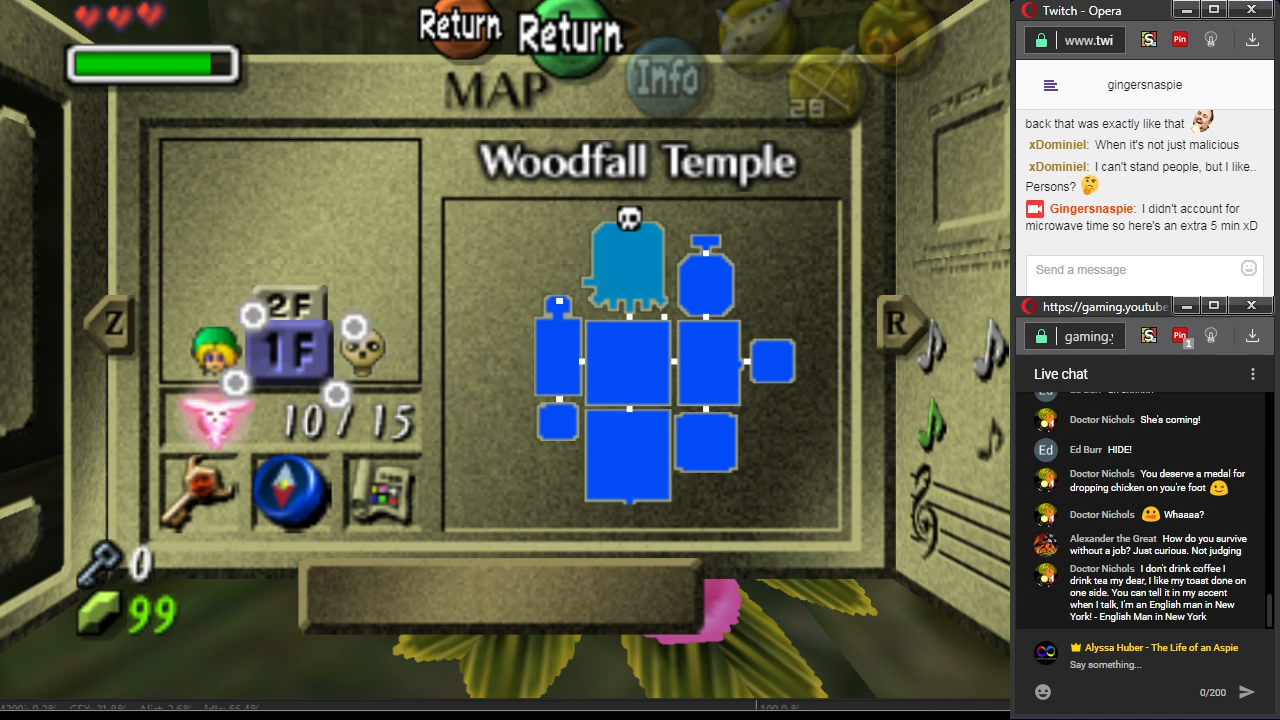 Return
Return
Info
28
MAP
Woodfall Temple
Z
R
2F
1F
10/15
0
99
Twitch - Opera
www.twi
gingersnaspie
back that was exactly like that
xDominiel: When it's not just malicious
xDominiel: I can't stand people, but I like..
Persons?
Gingersnaspie: I didn't account for
microwave time so here's an extra 5 min xD
Send a message
https://gaming.youtube
gaming.y
Pin
Pin
1
Live chat
Doctor Nichols She's coming!
Ed
Ed Burr HIDE!
Doctor Nichols You deserve a medal for
dropping chicken on you're foot
Doctor Nichols Whaaaa?
Alexander the Great How do you survive
without a job? Just curious. Not judging
Doctor Nichols I don't drink coffee I
drink tea my dear, I like my toast done on
one side. You can tell it in my accent
when I talk, I'm an English man in New
York! - English Man in New York
Alyssa Huber - The Life of an Aspie
Say something...
0/200